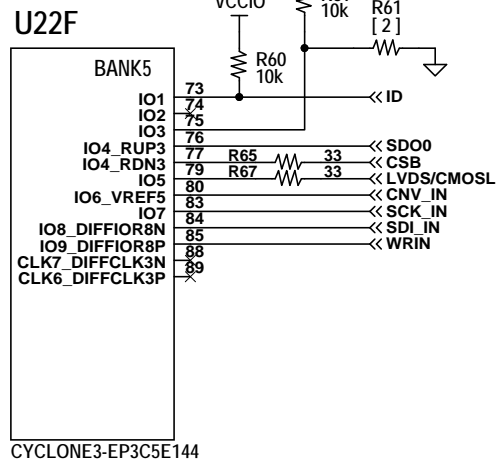 VCCIO
10k
R61
[ 2 ]
U22F
BANK5
R60
10k
IO1 73 ID
IO2 74
IO3 75
IO4_RUP3 76 SDO0
IO4_RDN3 77 R65 33 CSB
IO5 79 R67 33 LVDS/CMOSL
IO6_VREF5 80 CNV_IN
IO7 83 SCK_IN
IO8_DIFFIOR8N 84 SDI_IN
IO9_DIFFIOR8P 85 WRIN
CLK7_DIFFCLK3N 88
CLK6_DIFFCLK3P 89
CYCLONE3-EP3C5E144